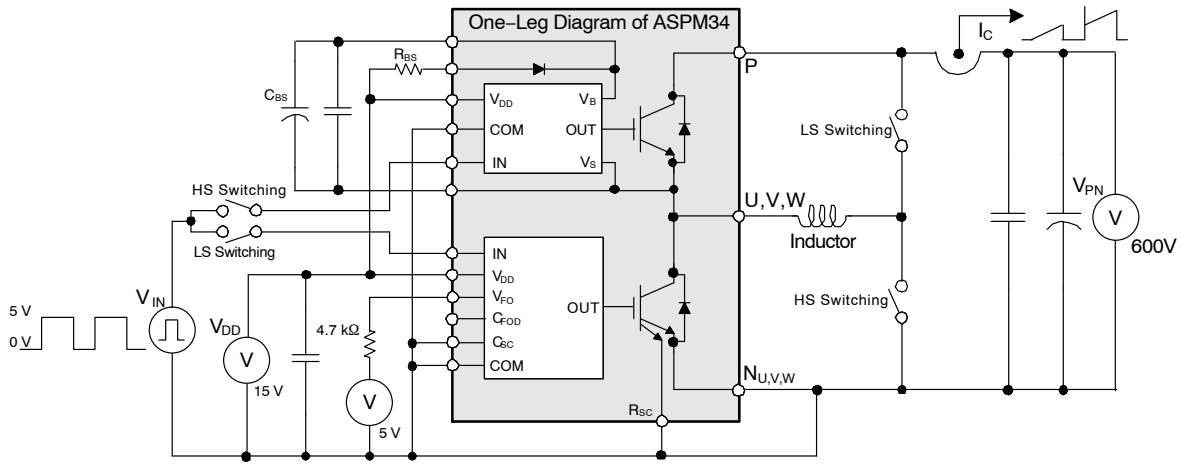 One−Leg Diagram of ASPM34
I_C
P
R_BS
C_BS
V_DD
V_B
COM
OUT
IN
V_S
LS Switching
HS Switching
LS Switching
U,V,W
Inductor
V_PN
V
600V
IN
V_DD
V_FO
C_FOD
C_SC
COM
OUT
HS Switching
V_IN
5 V
0 V
V_DD
V
15 V
4.7 kΩ
V
5 V
N_U,V,W
R_SC